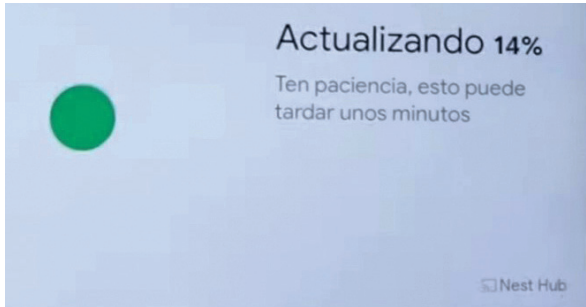 Actualizando 14%
Ten paciencia, esto puede
tardar unos minutos
Nest Hub